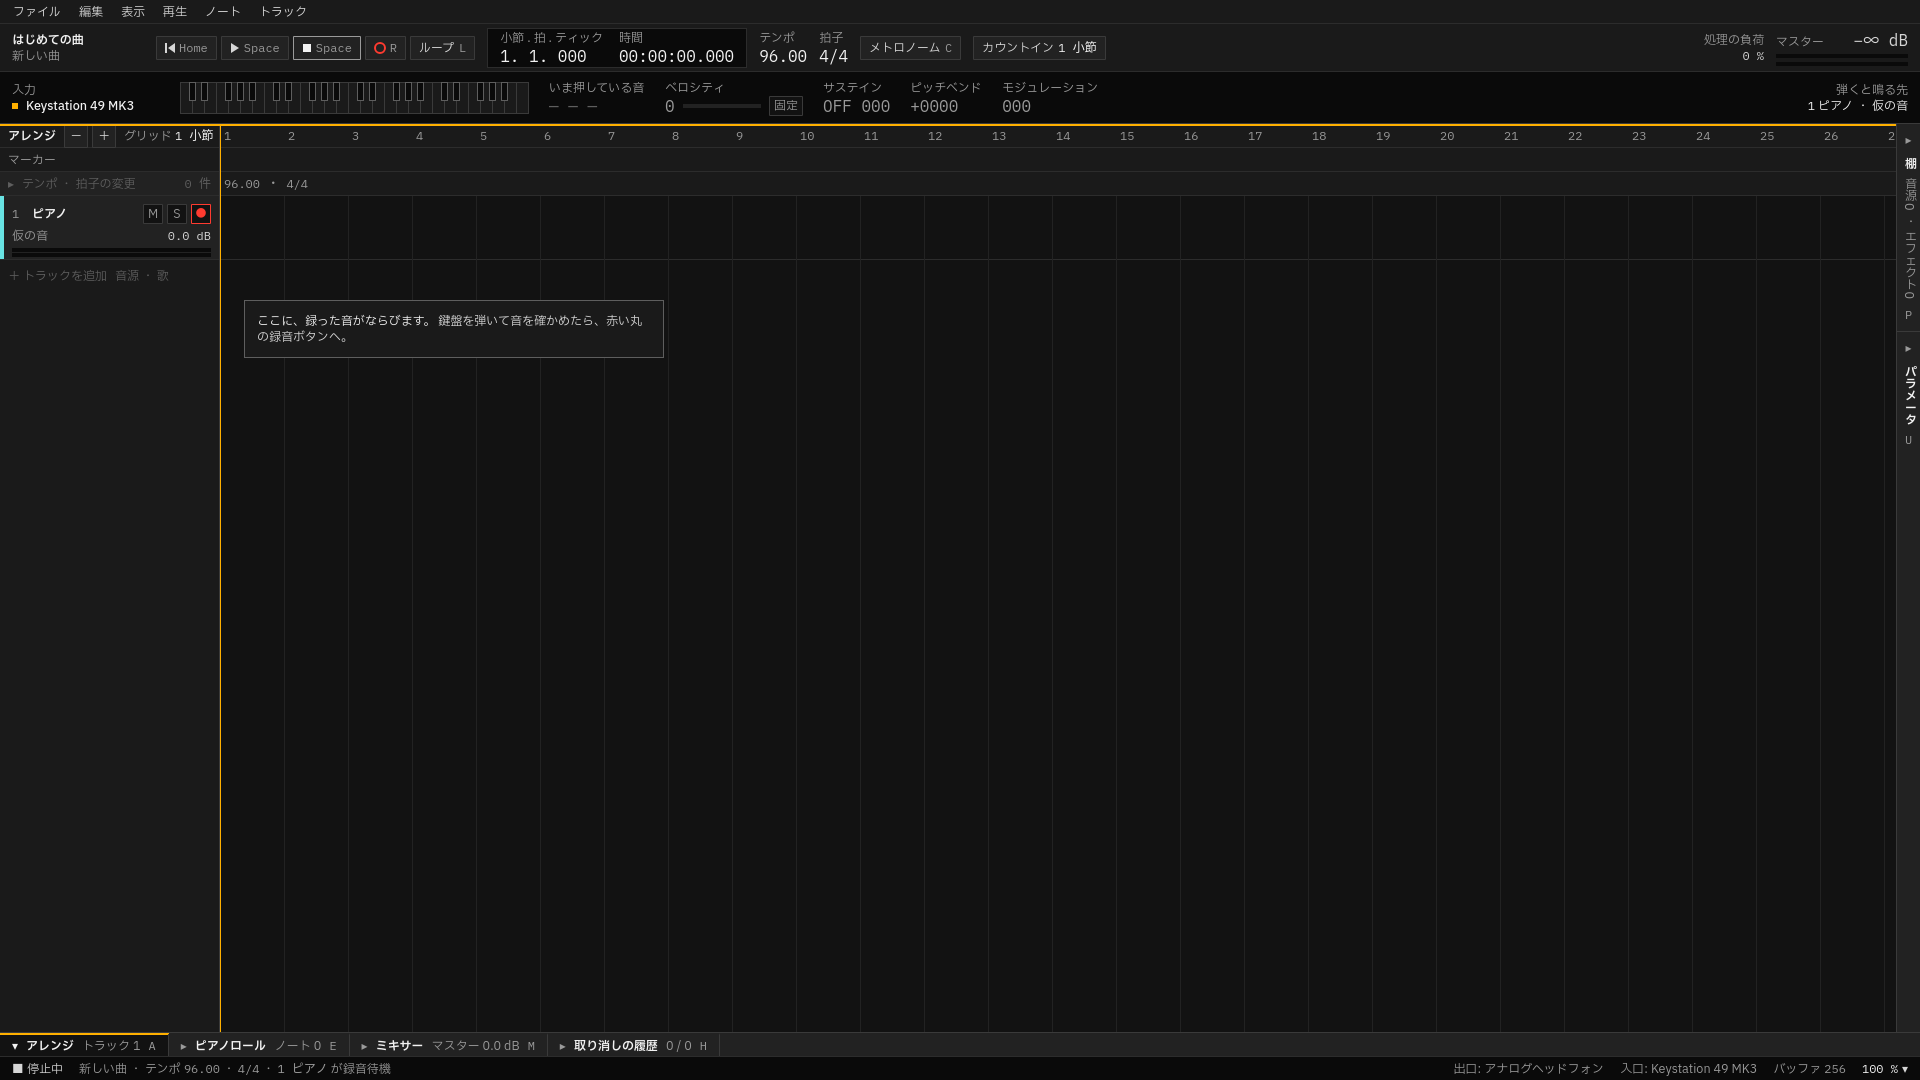 ファイル 編集 表示 再生 ノート トラック
はじめての曲
新しい曲
Home Space Space R ループ L
小節.拍.ティック 時間
1. 1. 000 00:00:00.000
テンポ 拍子
96.00 4/4
メトロノーム C カウントイン 1 小節
処理の負荷
0 %
マスター −∞ dB
入力
Keystation 49 MK3
いま押している音
— — —
ベロシティ
0 固定
サステイン
OFF 000
ピッチベンド
+0000
モジュレーション
000
弾くと鳴る先
1 ピアノ · 仮の音
アレンジ − + グリッド 1 小節
1 2 3 4 5 6 7 8 9 10 11 12 13 14 15 16 17 18 19 20 21 22 23 24 25 26 2
マーカー
▸ テンポ · 拍子の変更 0 件
96.00 · 4/4
1 ピアノ M S
仮の音 0.0 dB
+ トラックを追加 音源 · 歌
ここに、録った音がならびます。 鍵盤を弾いて音を確かめたら、赤い丸
の録音ボタンへ。
▸ 棚 音源 0 · エフェクト 0 P
▸ パラメータ U
▾ アレンジ トラック 1 A
▸ ピアノロール ノート 0 E
▸ ミキサー マスター 0.0 dB M
▸ 取り消しの履歴 0 / 0 H
■ 停止中 新しい曲 · テンポ 96.00 · 4/4 · 1 ピアノ が録音待機
出口: アナログヘッドフォン 入口: Keystation 49 MK3 バッファ 256 100 % ▾